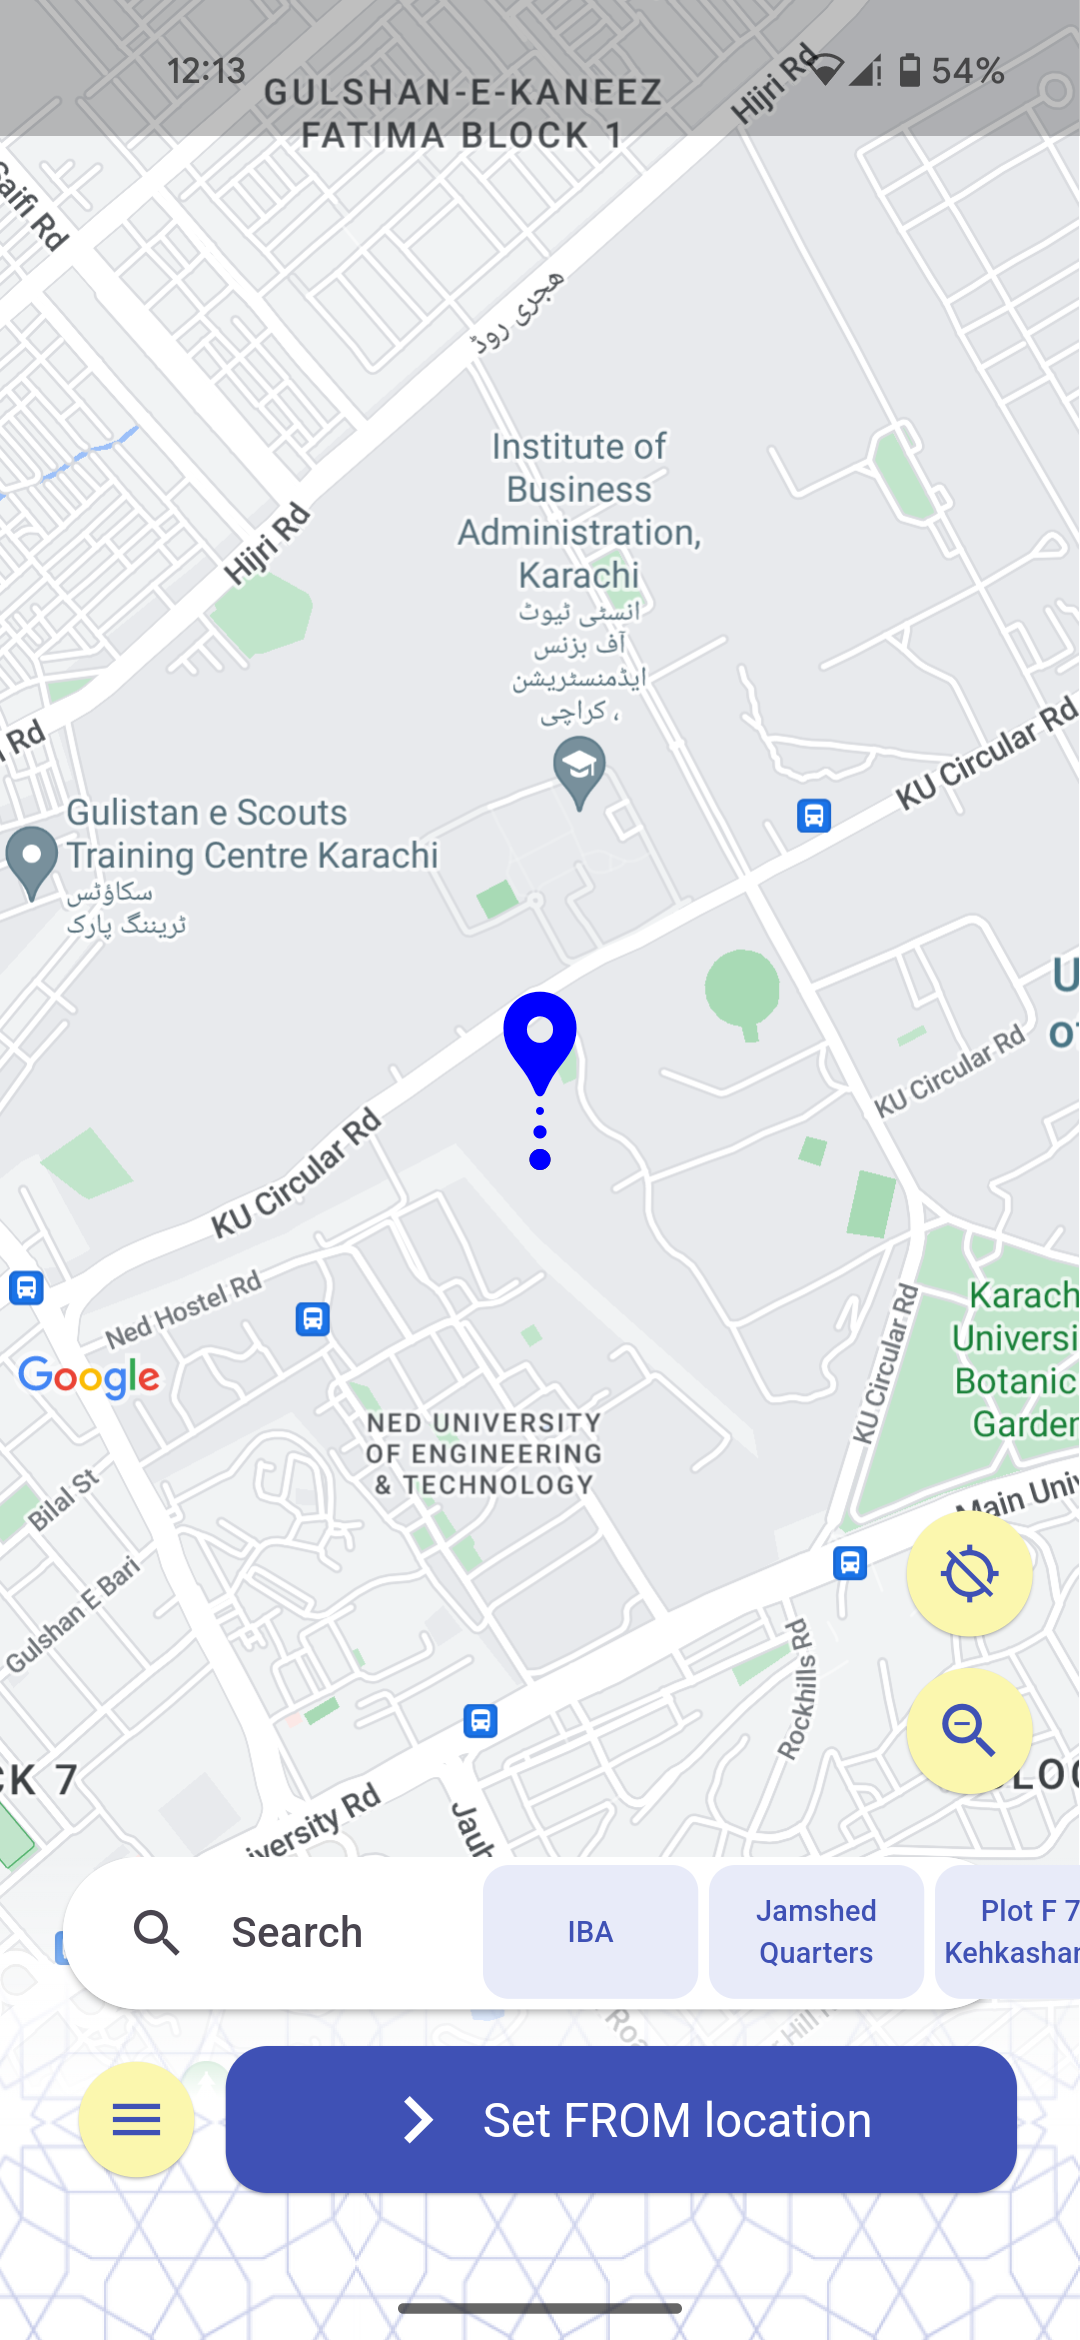 12:13
54%
GULSHAN-E-KANEEZ
FATIMA BLOCK 1
Hijri Rd
Saifi Rd
ہجری روڈ
Institute of
Business
Administration,
Karachi
انسٹی ٹیوٹ
آف بزنس
ایڈمنسٹریشن
، کراچی
Hijri Rd
Rd
KU Circular Rd
Gulistan e Scouts
Training Centre Karachi
سکاؤٹس
ٹریننگ پارک
U
of
KU Circular Rd
KU Circular Rd
Ned Hostel Rd
KU Circular Rd
Karach
Universi
Botanic
Garden
Google
NED UNIVERSITY
OF ENGINEERING
& TECHNOLOGY
Main Univ
Bilal St
Gulshan E Bari
Rockhills Rd
CK 7
LOC
iversity Rd
Jauh
Search
IBA
Jamshed
Quarters
Plot F 7
Kehkashan
Roa
Hill
Set FROM location